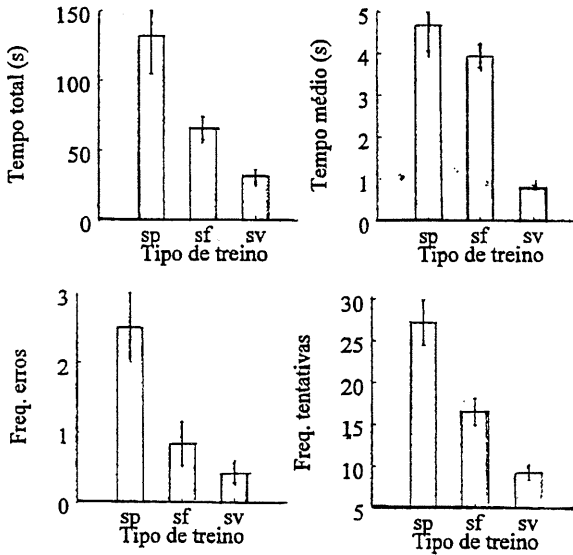 Tempo total (s)
150
100
50
0
sp sf sv
Tipo de treino
Tempo médio (s)
5
4
3
2
1
0
sp sf sv
Tipo de treino
Freq. erros
3
2
1
0
sp sf sv
Tipo de treino
Freq. tentativas
30
25
20
15
10
5
sp sf sv
Tipo de treino